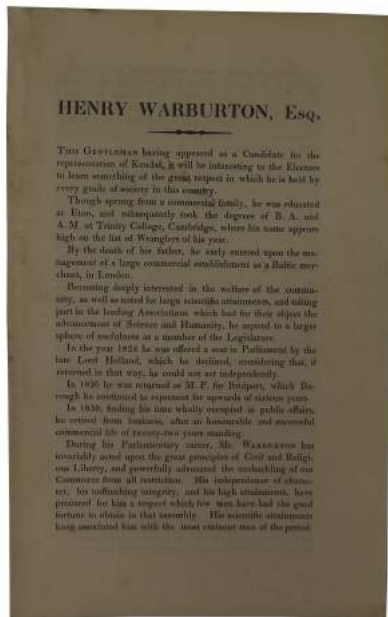 HENRY WARBURTON, Esq.
This Gentleman having appeared as a Candidate for the
representation of Kendal, it will be interesting to the Electors
to learn something of the great respect in which he is held by
every grade of society in this country.
Though sprung from a commercial family, he was educated
at Eton, and subsequently took the degrees of B. A. and
A. M. at Trinity College, Cambridge, where his name appears
high on the list of Wranglers of his year.
By the death of his father, he early entered upon the ma-
nagement of a large commercial establishment as a Baltic mer-
chant, in London.
Becoming deeply interested in the welfare of the commu-
nity, as well as noted for large scientific attainments, and taking
part in the leading Associations which had for their object the
advancement of Science and Humanity, he aspired to a larger
sphere of usefulness as a member of the Legislature.
In the year 1824 he was offered a seat in Parliament by the
late Lord Holland, which he declined, considering that, if
returned in that way, he could not act independently.
In 1826 he was returned as M. P. for Bridport, which Bo-
rough he continued to represent for upwards of sixteen years.
In 1830, finding his time wholly occupied in public affairs,
he retired from business, after an honourable and successful
commercial life of twenty-two years standing.
During his Parliamentary career, Mr. Warburton has
invariably acted upon the great principles of Civil and Religi-
ous Liberty, and powerfully advocated the unshackling of our
Commerce from all restriction. His independence of charac-
ter, his unflinching integrity, and his high attainments, have
procured for him a respect which few men have had the good
fortune to obtain in that assembly. His scientific attainments
have associated him with the most eminent men of the period.